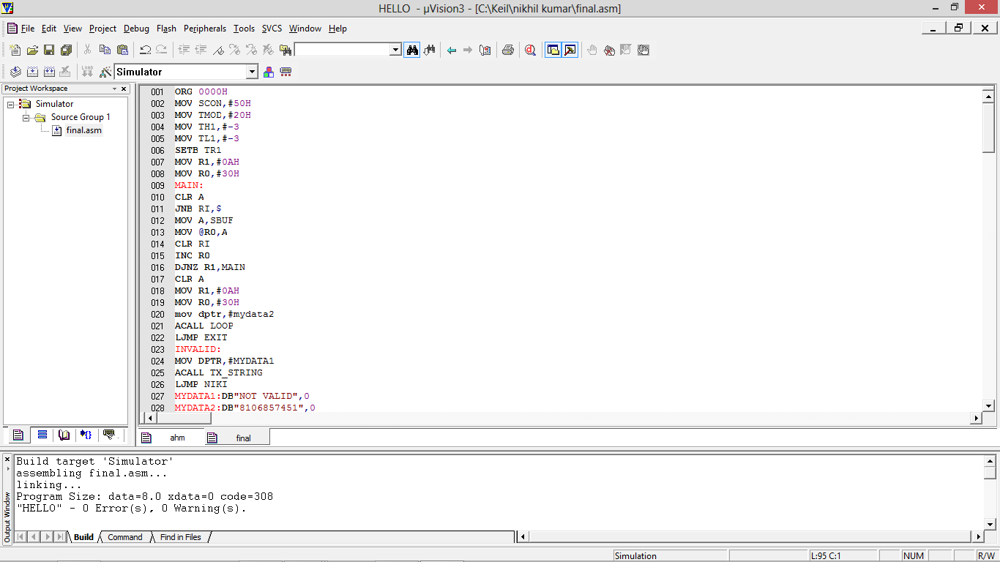 HELLO - µVision3 - [C:\Keil\nikhil kumar\final.asm]
File Edit View Project Debug Flash Peripherals Tools SVCS Window Help
LOAD
Simulator
Project Workspace
Simulator
Source Group 1
final.asm
001 ORG 0000H
002 MOV SCON,#50H
003 MOV TMOD,#20H
004 MOV TH1,#-3
005 MOV TL1,#-3
006 SETB TR1
007 MOV R1,#0AH
008 MOV R0,#30H
009 MAIN:
010 CLR A
011 JNB RI,$
012 MOV A,SBUF
013 MOV @R0,A
014 CLR RI
015 INC R0
016 DJNZ R1,MAIN
017 CLR A
018 MOV R1,#0AH
019 MOV R0,#30H
020 mov dptr,#mydata2
021 ACALL LOOP
022 LJMP EXIT
023 INVALID:
024 MOV DPTR,#MYDATA1
025 ACALL TX_STRING
026 LJMP NIKI
027 MYDATA1:DB"NOT VALID",0
028 MYDATA2:DB"8106857451",0
ahm final
Output Window
Build target 'Simulator'
assembling final.asm...
linking...
Program Size: data=8.0 xdata=0 code=308
"HELLO" - 0 Error(s), 0 Warning(s).
Build Command Find in Files
Simulation L:95 C:1 NUM R/W